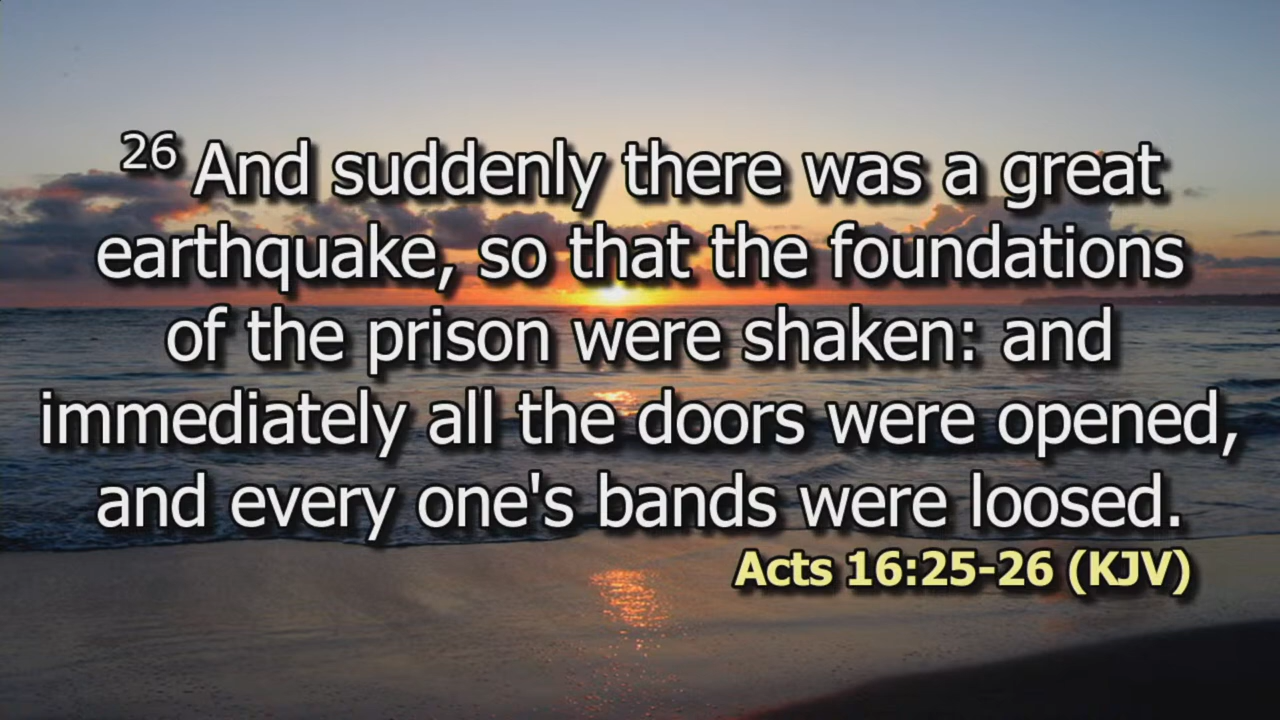 26 And suddenly there was a great
earthquake, so that the foundations
of the prison were shaken: and
immediately all the doors were opened,
and every one's bands were loosed.
Acts 16:25-26 (KJV)